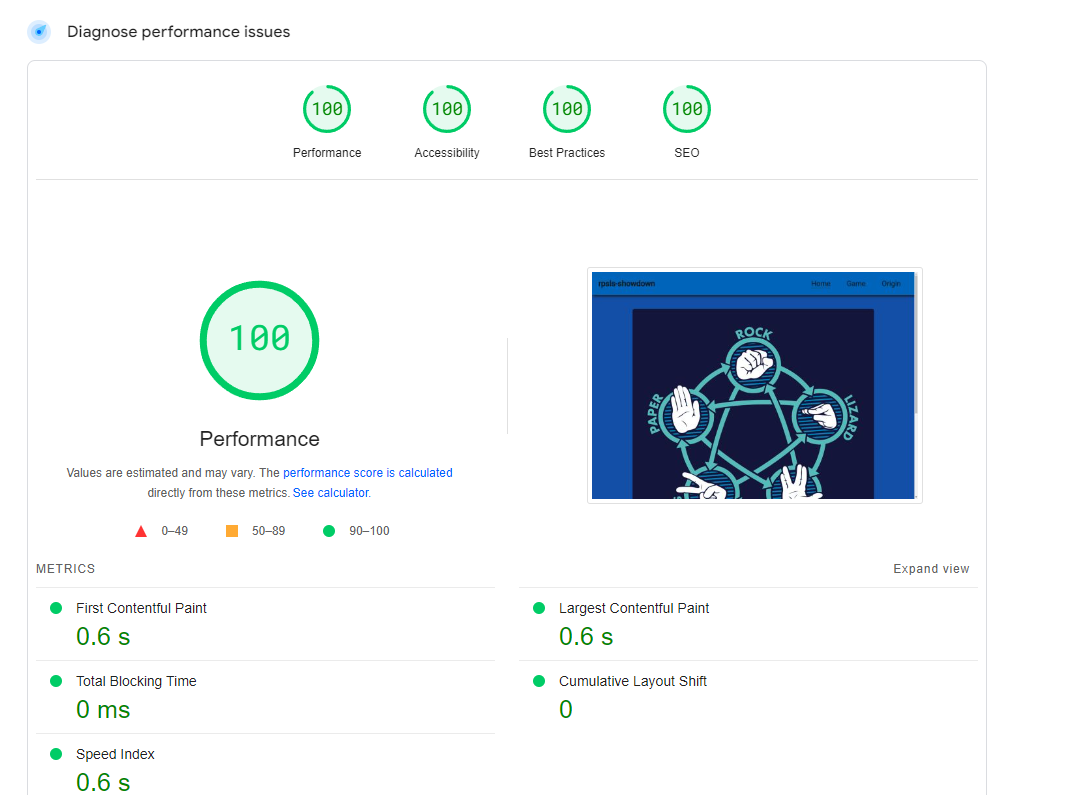 Diagnose performance issues
100 100 100 100
Performance Accessibility Best Practices SEO
100
Performance
Values are estimated and may vary. The performance score is calculated
directly from these metrics. See calculator.
0–49 50–89 90–100
rpsls-showdown Home Game Origin
ROCK
PAPER
LIZARD
METRICS Expand view
First Contentful Paint
0.6 s
Largest Contentful Paint
0.6 s
Total Blocking Time
0 ms
Cumulative Layout Shift
0
Speed Index
0.6 s